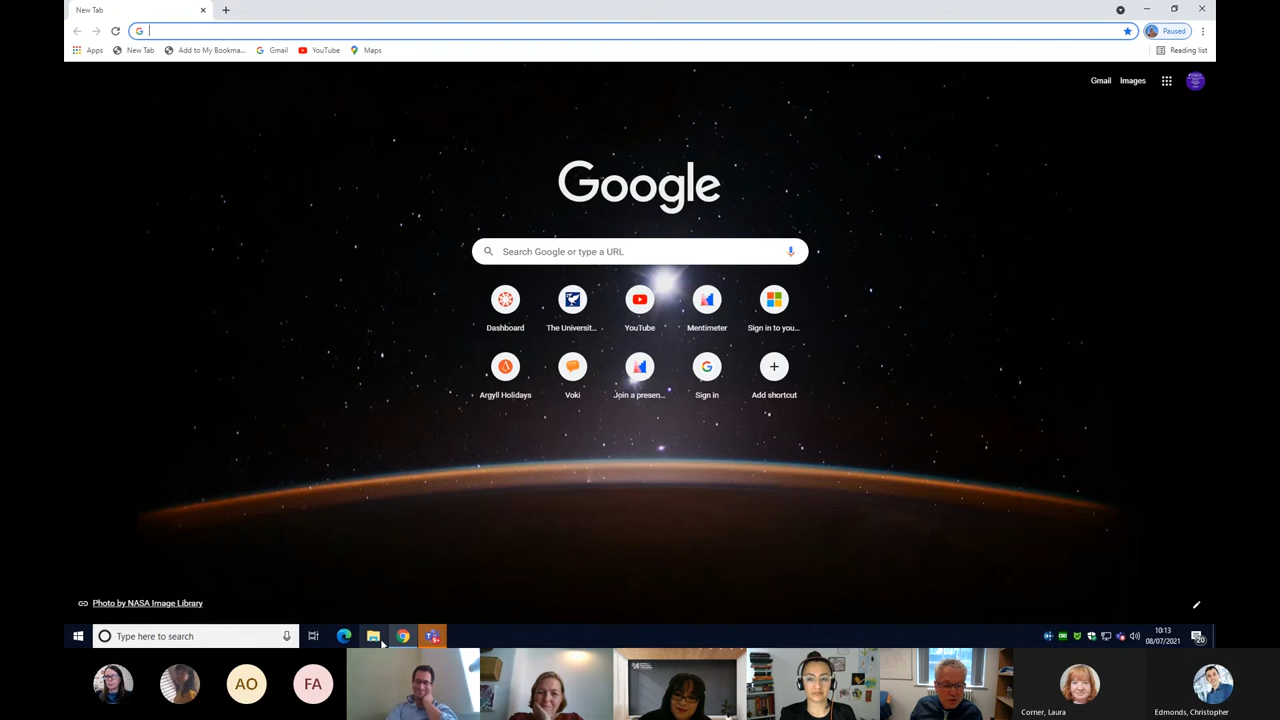 New Tab
Paused
Apps
New Tab
Add to My Bookma...
Gmail
YouTube
Maps
Reading list
Gmail
Images
Google
Search Google or type a URL
Dashboard
The Universit...
YouTube
Mentimeter
Sign in to you...
Argyll Holidays
Voki
Join a presen...
Sign in
Add shortcut
Photo by NASA Image Library
Type here to search
9+
10:13
08/07/2021
20
AO
FA
Corner, Laura
Edmonds, Christopher